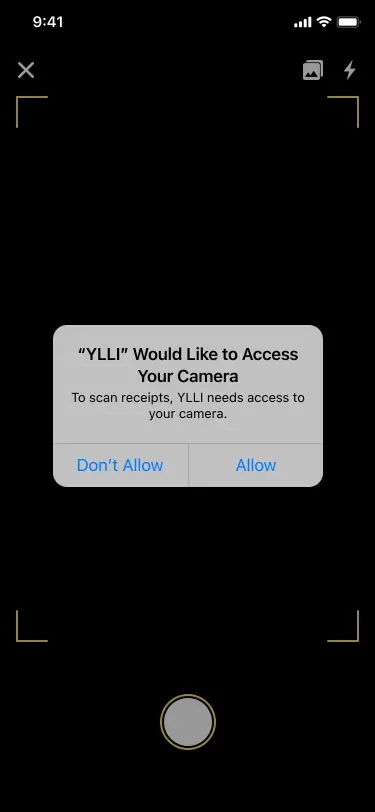 9:41
“YLLI” Would Like to Access
Your Camera
To scan receipts, YLLI needs access to
your camera.
Don’t Allow
Allow